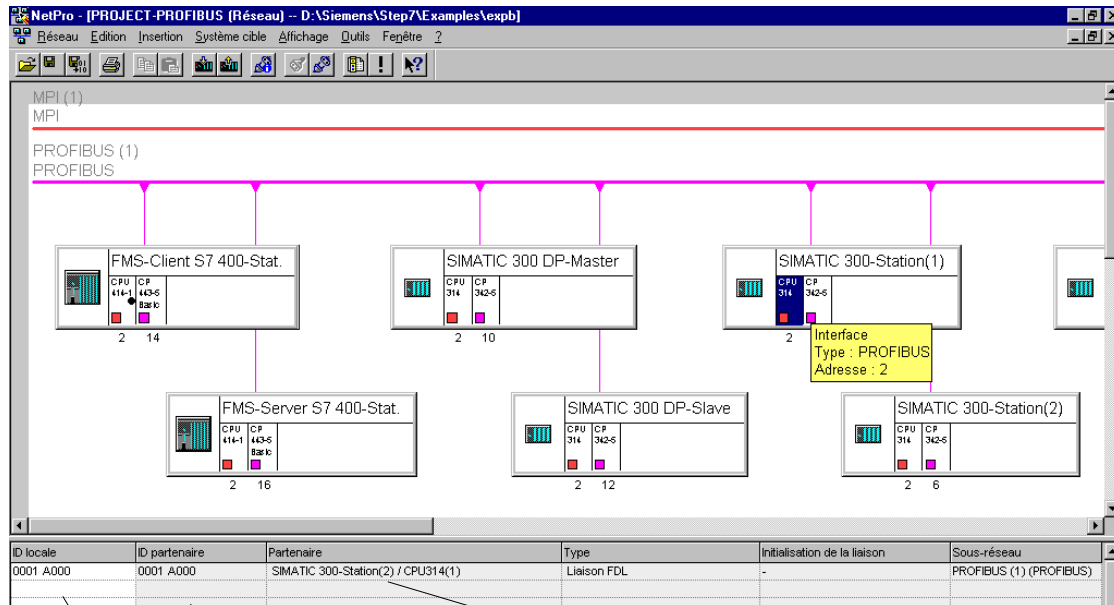 NetPro - [PROJECT-PROFIBUS (Réseau) -- D:\Siemens\Step7\Examples\expb]
Réseau Edition Insertion Système cible Affichage Outils Fenêtre ?
MPI (1)
MPI
PROFIBUS (1)
PROFIBUS
FMS-Client S7 400-Stat.
CPU 414-1
CP 443-5 Basic
2 14
SIMATIC 300 DP-Master
CPU 314
CP 342-5
2 10
SIMATIC 300-Station(1)
CPU 314
CP 342-5
2
Interface
Type : PROFIBUS
Adresse : 2
FMS-Server S7 400-Stat.
CPU 414-1
CP 443-5 Basic
2 16
SIMATIC 300 DP-Slave
CPU 314
CP 342-5
2 12
SIMATIC 300-Station(2)
CPU 314
CP 342-5
2 6
ID locale ID partenaire Partenaire Type Initialisation de la liaison Sous-réseau
0001 A000 0001 A000 SIMATIC 300-Station(2) / CPU314(1) Liaison FDL - PROFIBUS (1) (PROFIBUS)